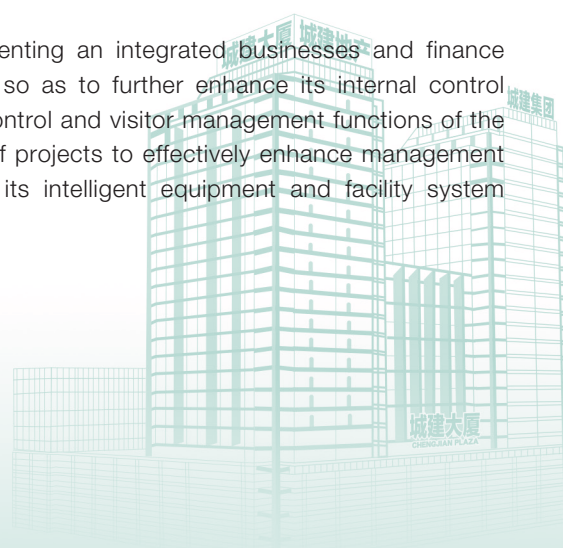 enting an integrated businesses and finance
so as to further enhance its internal control
ontrol and visitor management functions of the
f projects to effectively enhance management
its intelligent equipment and facility system
城建大厦 城建地产
城建集团
城建大厦
CHENGJIAN PLAZA